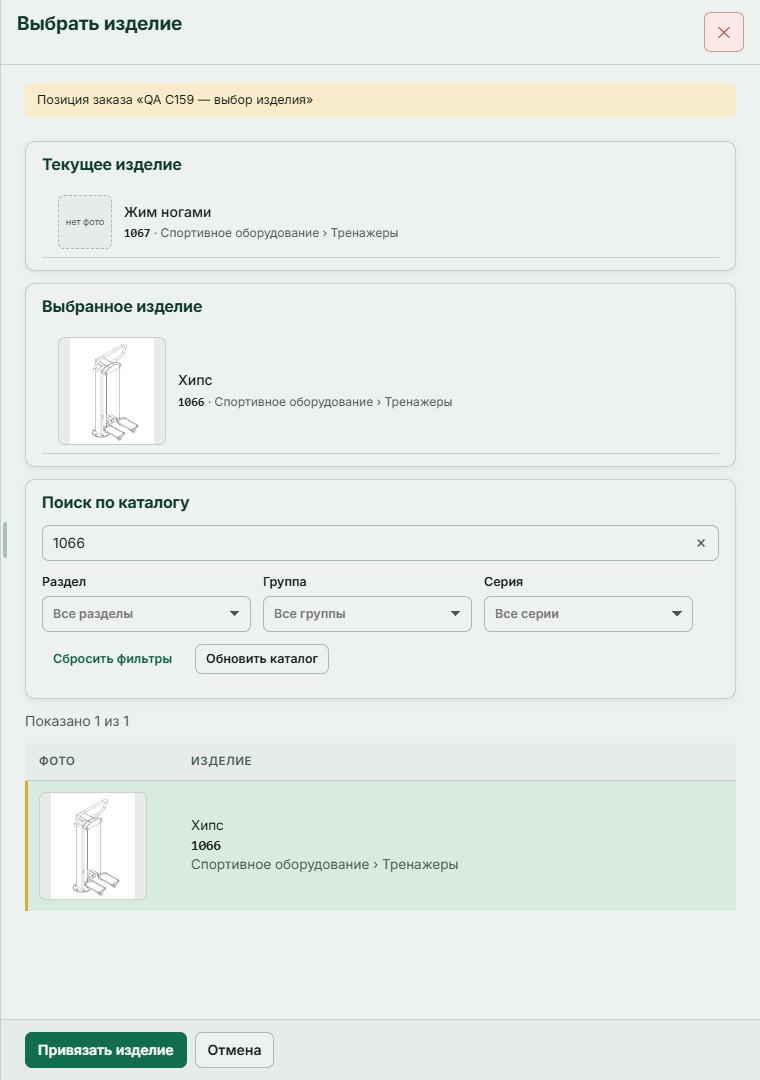 Выбрать изделие
Позиция заказа «QA C159 — выбор изделия»
Текущее изделие
нет фото
Жим ногами
1067 · Спортивное оборудование › Тренажеры
Выбранное изделие
Хипс
1066 · Спортивное оборудование › Тренажеры
Поиск по каталогу
1066
Раздел
Группа
Серия
Все разделы
Все группы
Все серии
Сбросить фильтры
Обновить каталог
Показано 1 из 1
ФОТО
ИЗДЕЛИЕ
Хипс
1066
Спортивное оборудование › Тренажеры
Привязать изделие
Отмена